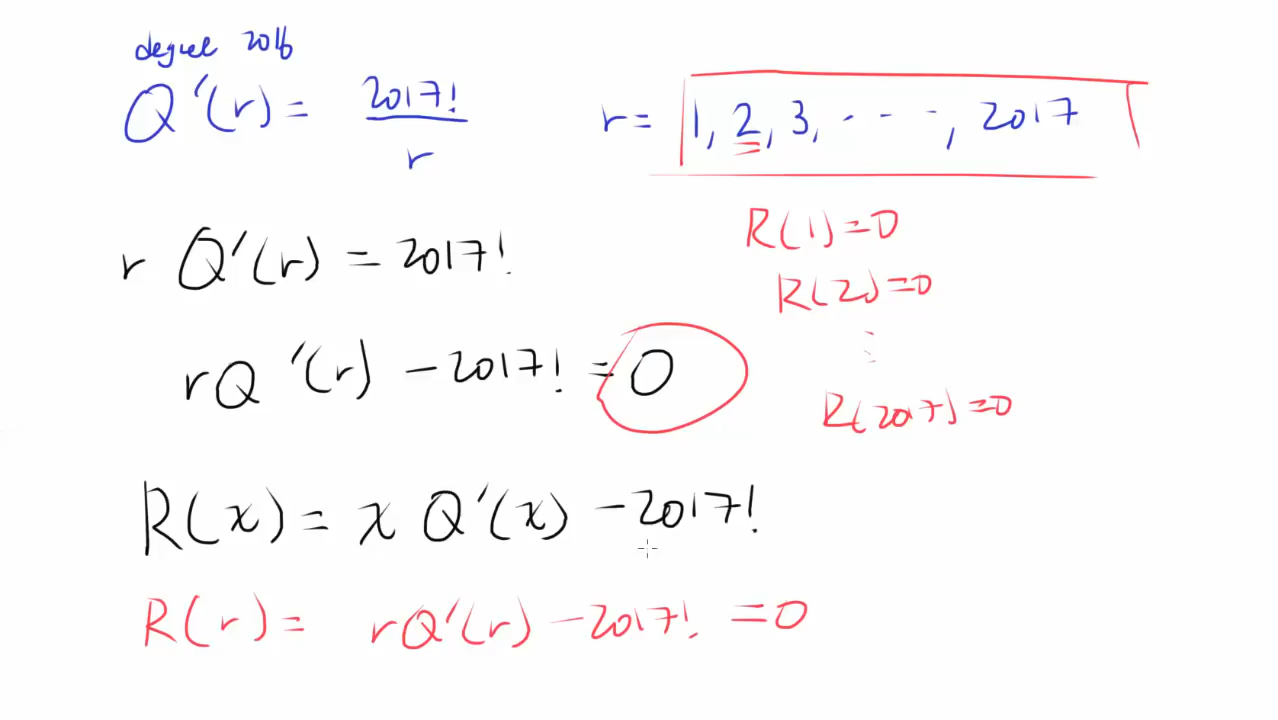 degree 2016
Q'(r) = 2017! / r
r = 1, 2, 3, ....., 2017
r Q'(r) = 2017!
R(1)=0
R(2)=0
rQ'(r) - 2017! = 0
⋮
R(2017)=0
R(x) = x Q'(x) - 2017!
R(r) = rQ'(r) - 2017! = 0